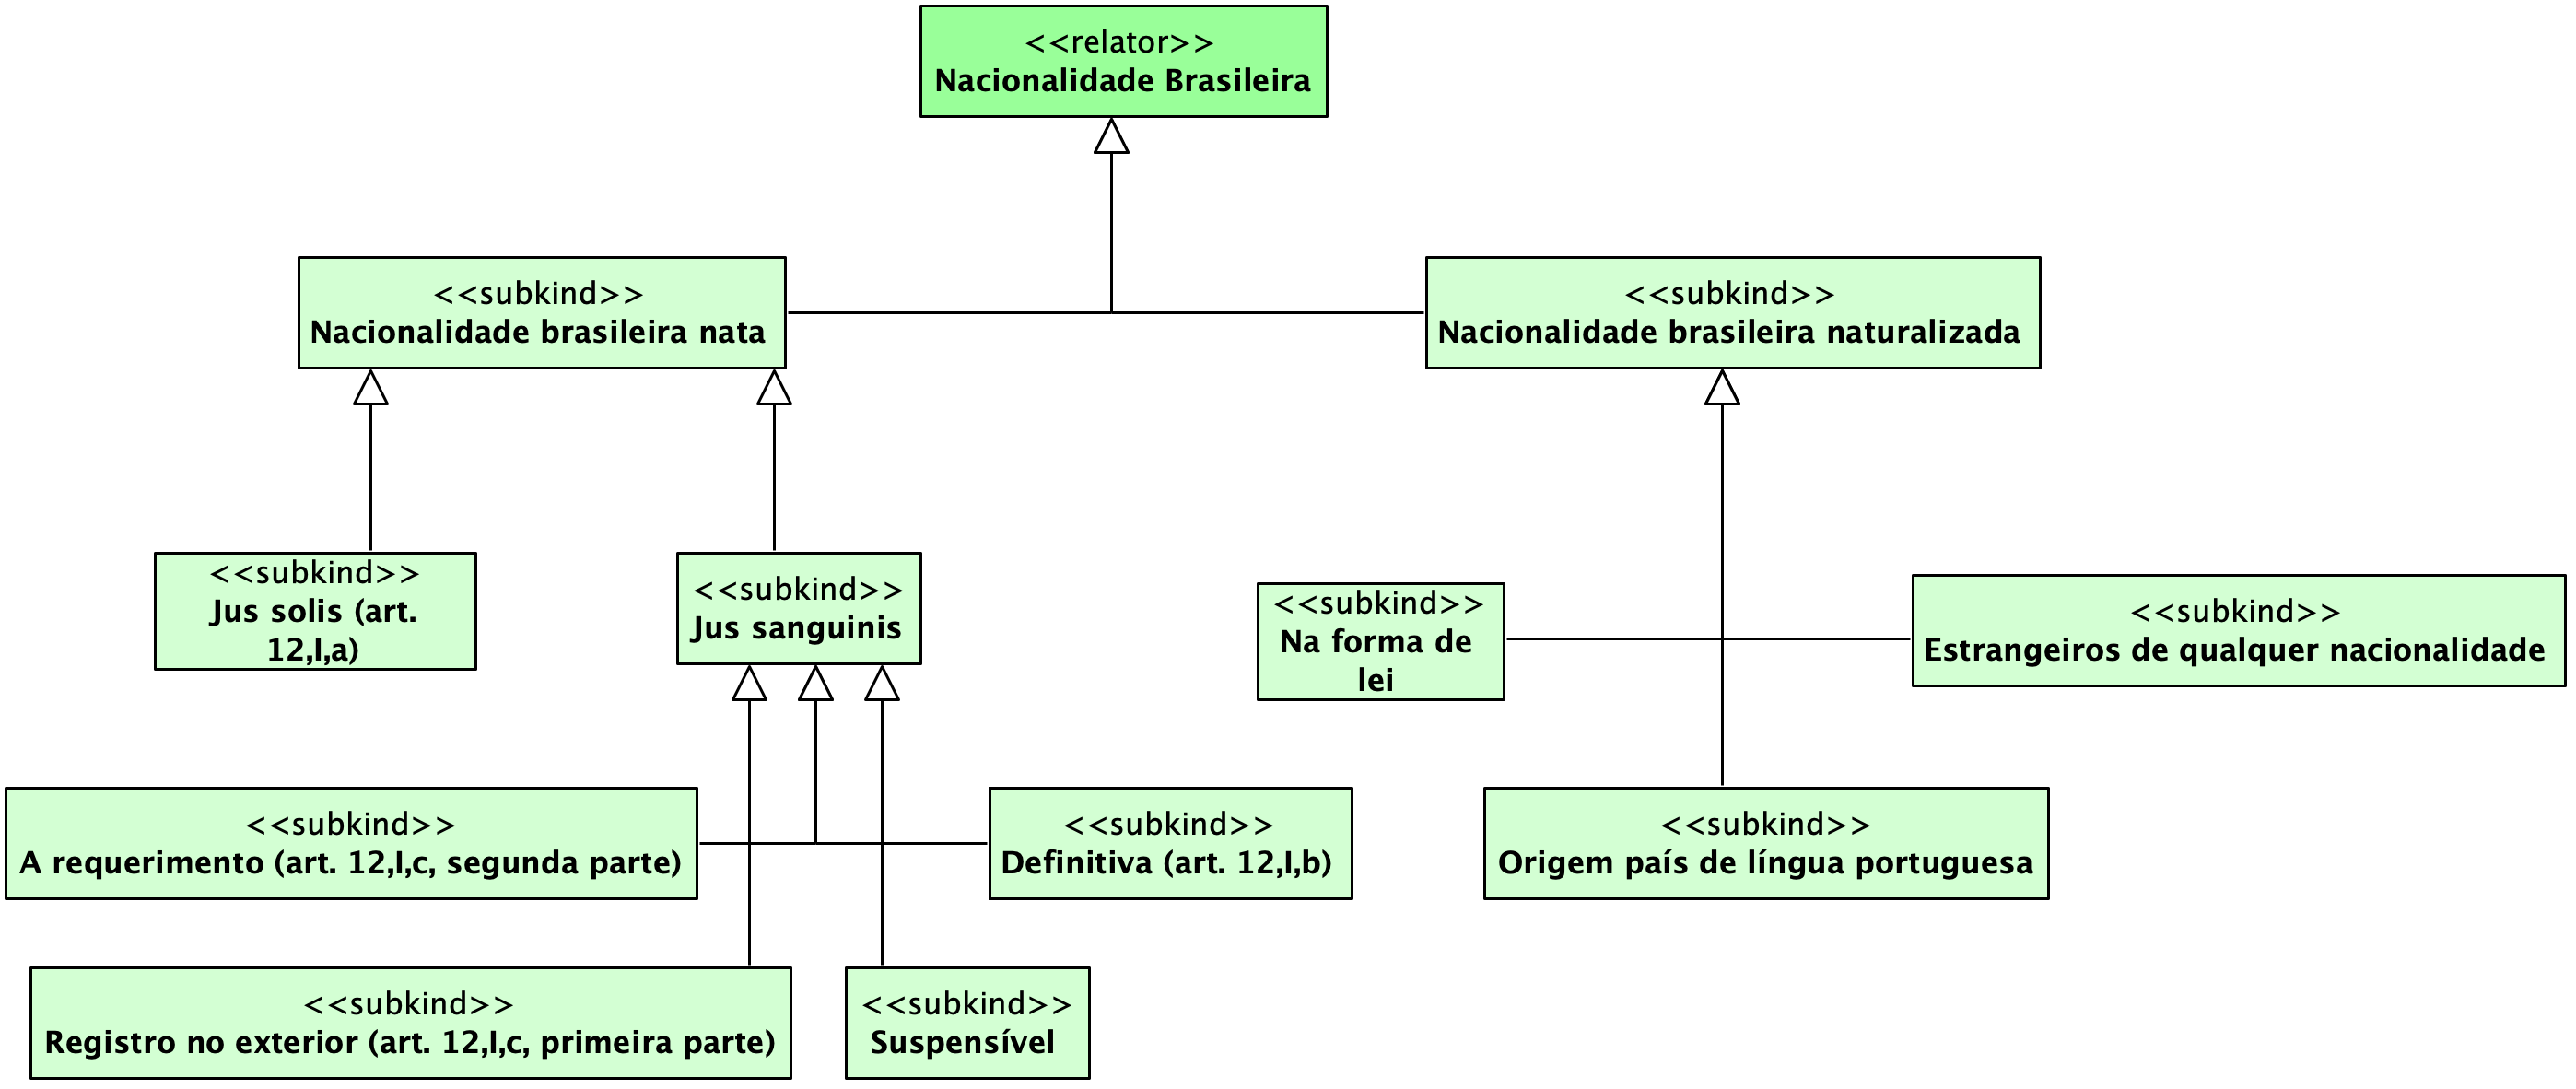 <<relator>>
Nacionalidade Brasileira
<<subkind>>
Nacionalidade brasileira nata
<<subkind>>
Nacionalidade brasileira naturalizada
<<subkind>>
Jus solis (art.
12,I,a)
<<subkind>>
Jus sanguinis
<<subkind>>
Na forma de
lei
<<subkind>>
Estrangeiros de qualquer nacionalidade
<<subkind>>
A requerimento (art. 12,I,c, segunda parte)
<<subkind>>
Definitiva (art. 12,I,b)
<<subkind>>
Origem país de língua portuguesa
<<subkind>>
Registro no exterior (art. 12,I,c, primeira parte)
<<subkind>>
Suspensível